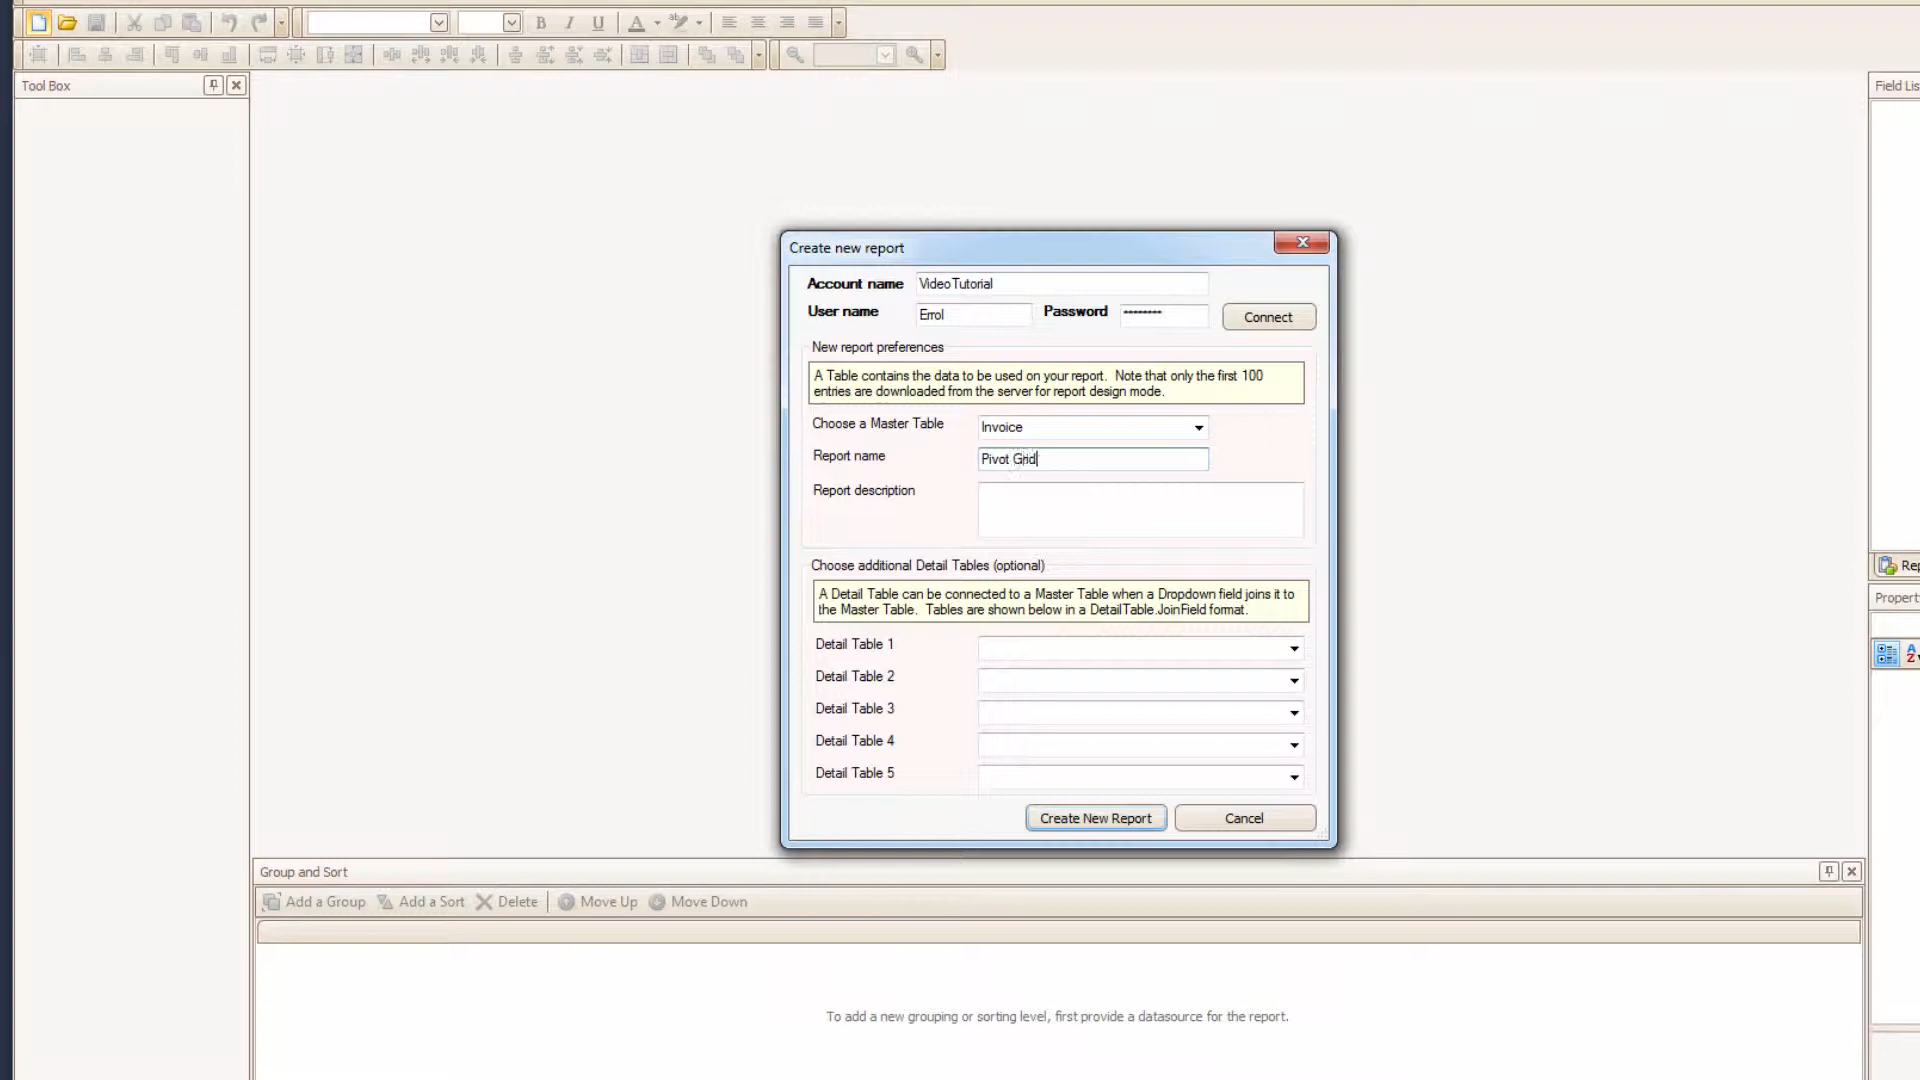 B I U A ab
Tool Box
Field Lis
Create new report
Account name VideoTutorial
User name Errol Password ******** Connect
New report preferences
A Table contains the data to be used on your report. Note that only the first 100
entries are downloaded from the server for report design mode.
Choose a Master Table Invoice
Report name Pivot Grid
Report description
Choose additional Detail Tables (optional)
A Detail Table can be connected to a Master Table when a Dropdown field joins it to
the Master Table. Tables are shown below in a DetailTable.JoinField format.
Detail Table 1
Detail Table 2
Detail Table 3
Detail Table 4
Detail Table 5
Create New Report Cancel
Rep
Property
A
Z
Group and Sort
Add a Group Add a Sort Delete Move Up Move Down
To add a new grouping or sorting level, first provide a datasource for the report.